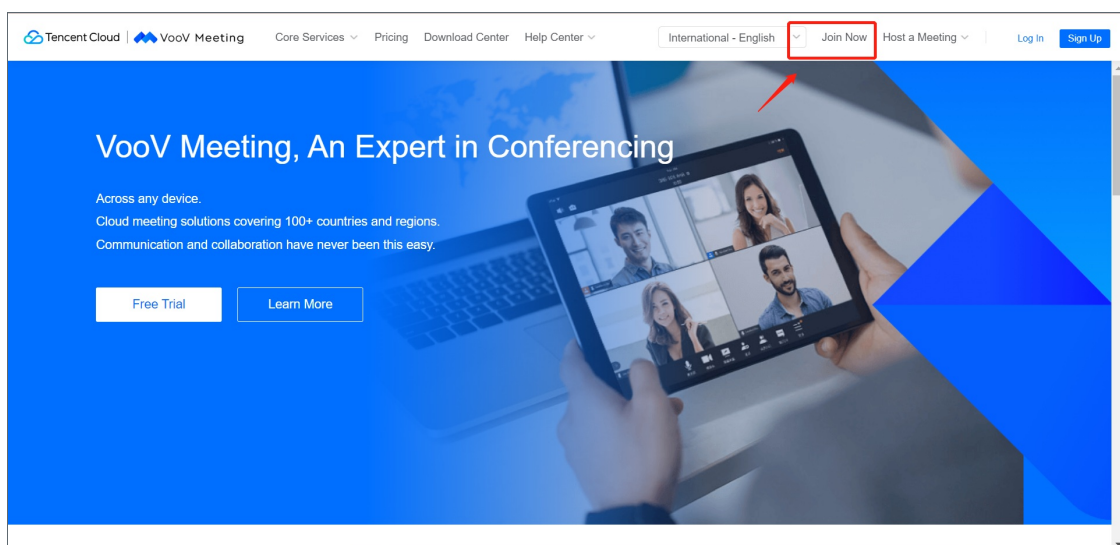 Tencent Cloud | VooV Meeting Core Services Pricing Download Center Help Center International - English Join Now Host a Meeting Log In Sign Up
VooV Meeting, An Expert in Conferencing
Across any device.
Cloud meeting solutions covering 100+ countries and regions.
Communication and collaboration have never been this easy.
Free Trial Learn More